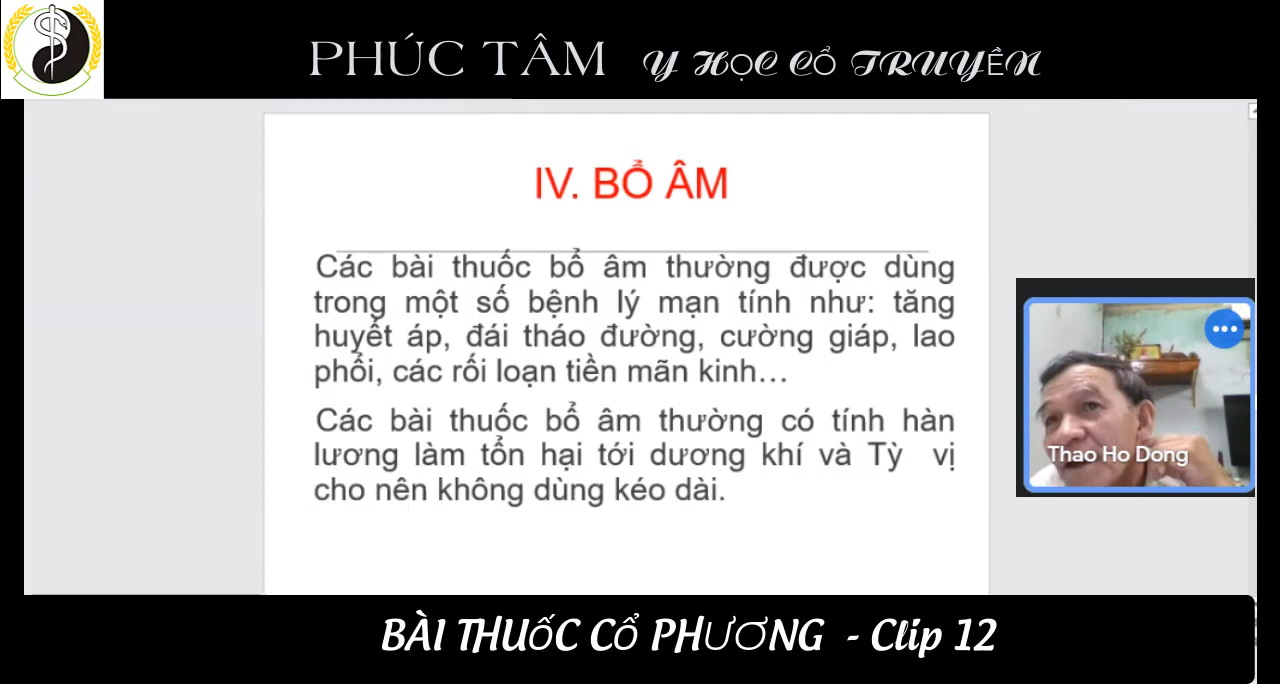 PHÚC TÂM Y HỌC CỔ TRUYỀN
IV. BỔ ÂM
Các bài thuốc bổ âm thường được dùng
trong một số bệnh lý mạn tính như: tăng
huyết áp, đái tháo đường, cường giáp, lao
phổi, các rối loạn tiền mãn kinh…
Các bài thuốc bổ âm thường có tính hàn
lương làm tổn hại tới dương khí và Tỳ vị
cho nên không dùng kéo dài.
Thao Ho Dong
BÀI THUỐC CỔ PHƯƠNG - Clip 12